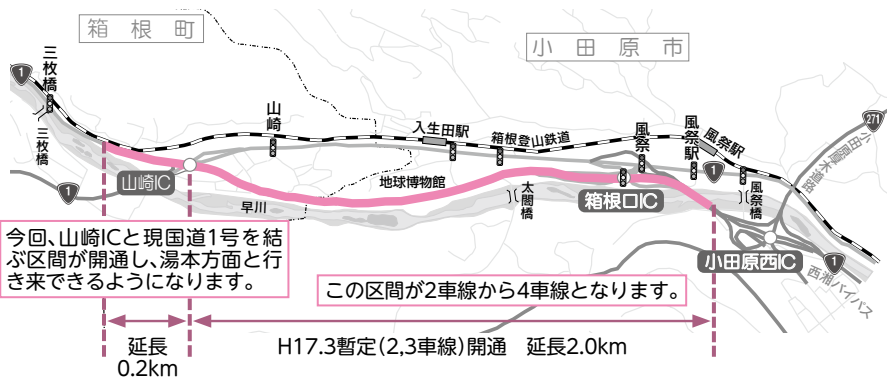 箱根町
小田原市
1
三枚橋
三枚橋
山崎
入生田駅
箱根登山鉄道
風祭
風祭駅
風祭駅
1
271
小田原厚木道路
山崎IC
1
早川
地球博物館
太閤橋
箱根口IC
風祭橋
小田原西IC
1
西湘バイパス
今回、山崎ICと現国道1号を結
ぶ区間が開通し、湯本方面と行
き来できるようになります。
この区間が2車線から4車線となります。
延長
0.2km
H17.3暫定(2,3車線)開通 延長2.0km